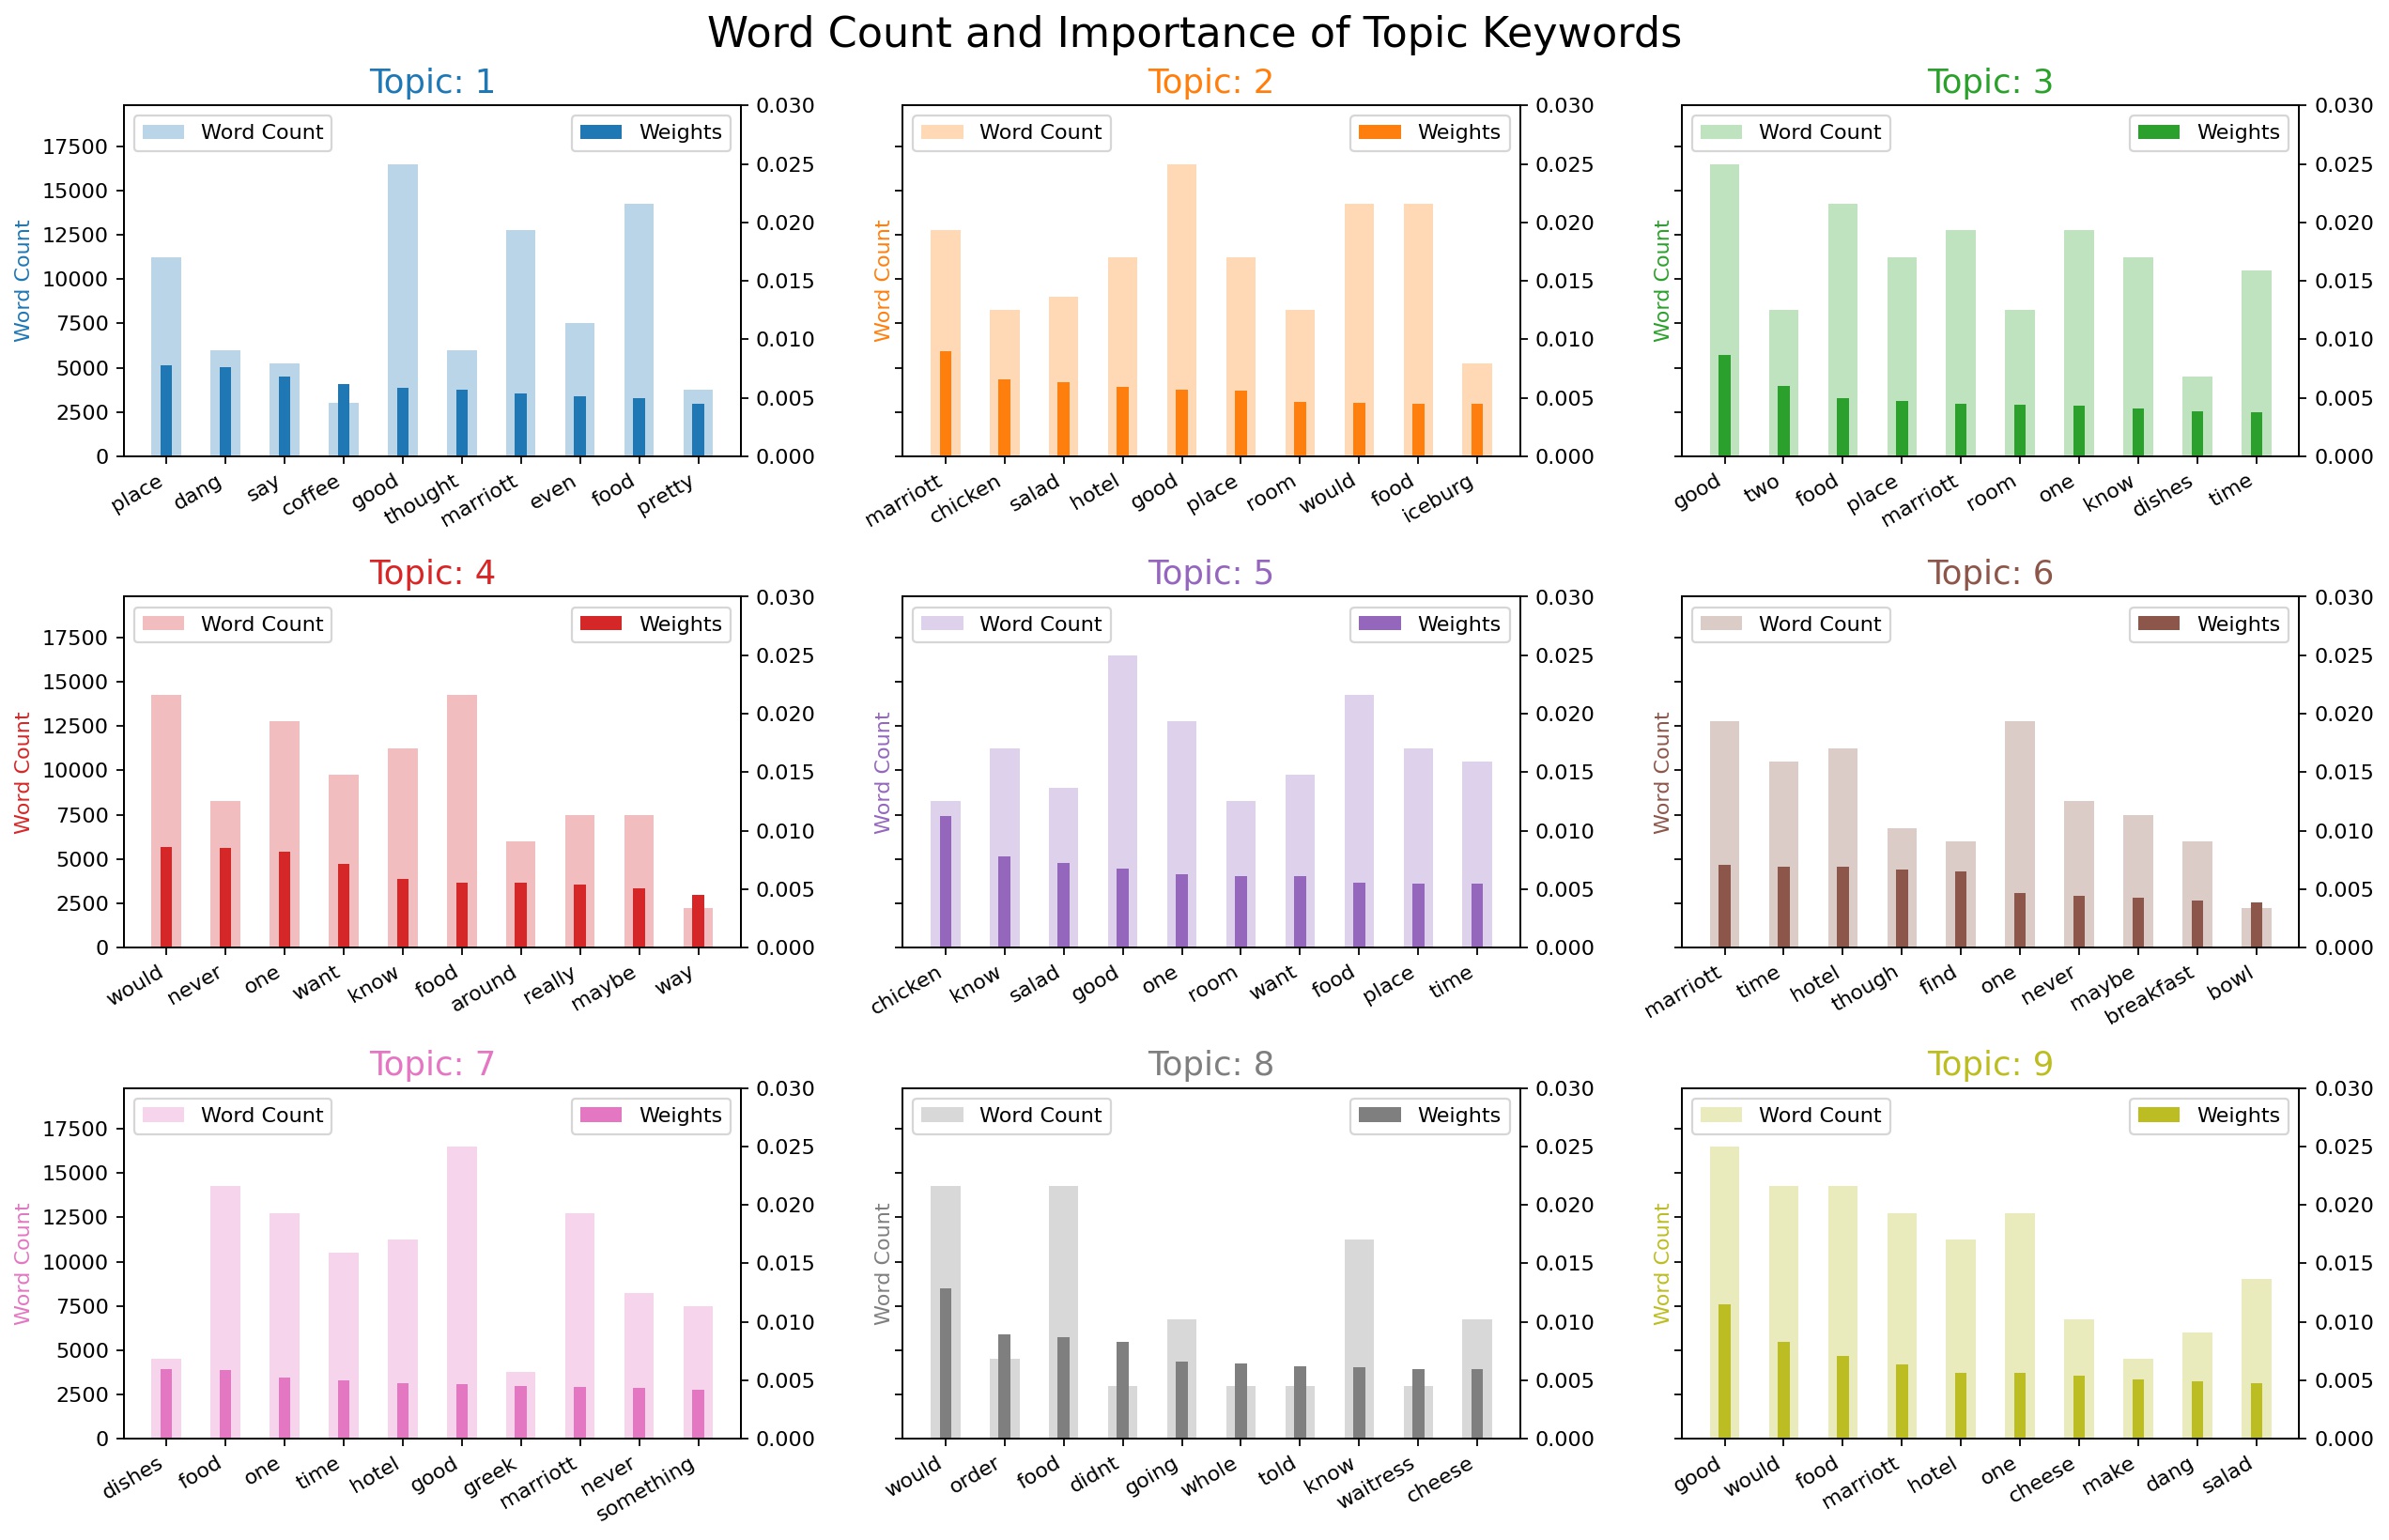 Word Count and Importance of Topic Keywords
Topic: 1
Word Count
Weights
Word Count
17500
15000
12500
10000
7500
5000
2500
0
0.030
0.025
0.020
0.015
0.010
0.005
0.000
place dang say coffee good thought marriott even food pretty
Topic: 2
Word Count
Weights
Word Count
0.030
0.025
0.020
0.015
0.010
0.005
0.000
marriott chicken salad hotel good place room would food iceburg
Topic: 3
Word Count
Weights
Word Count
0.030
0.025
0.020
0.015
0.010
0.005
0.000
good two food place marriott room one know dishes time
Topic: 4
Word Count
Weights
Word Count
17500
15000
12500
10000
7500
5000
2500
0
0.030
0.025
0.020
0.015
0.010
0.005
0.000
would never one want know food around really maybe way
Topic: 5
Word Count
Weights
Word Count
0.030
0.025
0.020
0.015
0.010
0.005
0.000
chicken know salad good one room want food place time
Topic: 6
Word Count
Weights
Word Count
0.030
0.025
0.020
0.015
0.010
0.005
0.000
marriott time hotel though find one never maybe breakfast bowl
Topic: 7
Word Count
Weights
Word Count
17500
15000
12500
10000
7500
5000
2500
0
0.030
0.025
0.020
0.015
0.010
0.005
0.000
dishes food one time hotel good greek marriott never something
Topic: 8
Word Count
Weights
Word Count
0.030
0.025
0.020
0.015
0.010
0.005
0.000
would order food didnt going whole told know waitress cheese
Topic: 9
Word Count
Weights
Word Count
0.030
0.025
0.020
0.015
0.010
0.005
0.000
good would food marriott hotel one cheese make dang salad